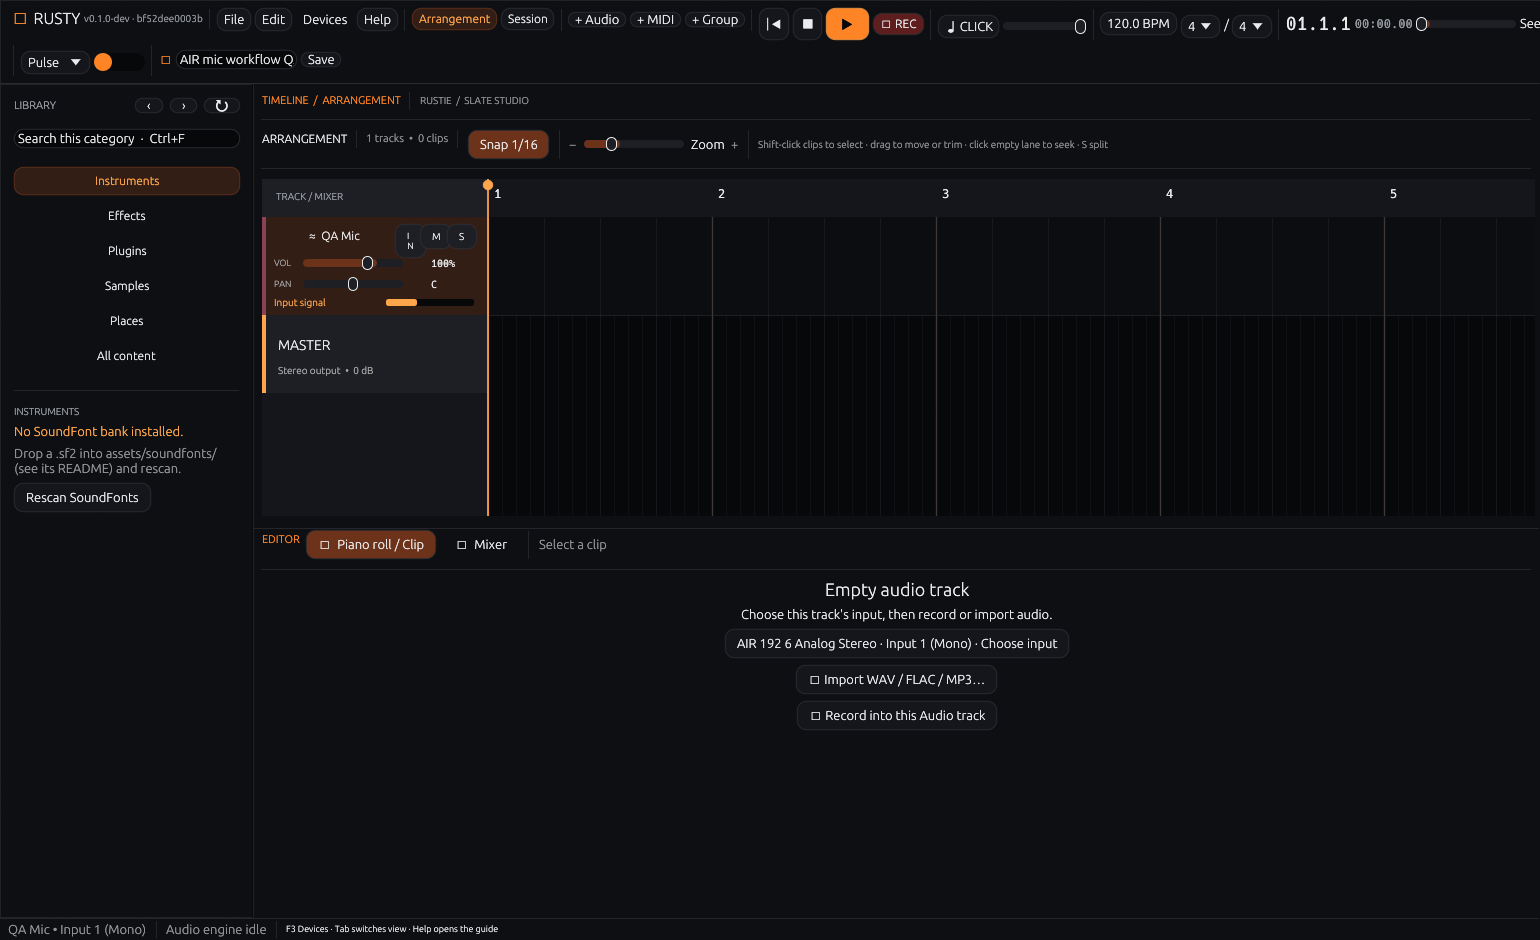 RUSTY v0.1.0-dev · bf52dee0003b File Edit Devices Help Arrangement Session + Audio + MIDI + Group REC CLICK 120.0 BPM 4 / 4 01.1.1 00:00.00 See
Pulse AIR mic workflow Q Save
LIBRARY
Search this category · Ctrl+F
Instruments
Effects
Plugins
Samples
Places
All content
INSTRUMENTS
No SoundFont bank installed.
Drop a .sf2 into assets/soundfonts/
(see its README) and rescan.
Rescan SoundFonts
TIMELINE / ARRANGEMENT RUSTIE / SLATE STUDIO
ARRANGEMENT 1 tracks • 0 clips Snap 1/16 − Zoom + Shift-click clips to select · drag to move or trim · click empty lane to seek · S split
TRACK / MIXER 1 2 3 4 5
≈ QA Mic IN M S
VOL 100%
PAN C
Input signal
MASTER
Stereo output • 0 dB
EDITOR Piano roll / Clip Mixer Select a clip
Empty audio track
Choose this track's input, then record or import audio.
AIR 192 6 Analog Stereo · Input 1 (Mono) · Choose input
Import WAV / FLAC / MP3…
Record into this Audio track
QA Mic • Input 1 (Mono) Audio engine idle F3 Devices · Tab switches view · Help opens the guide